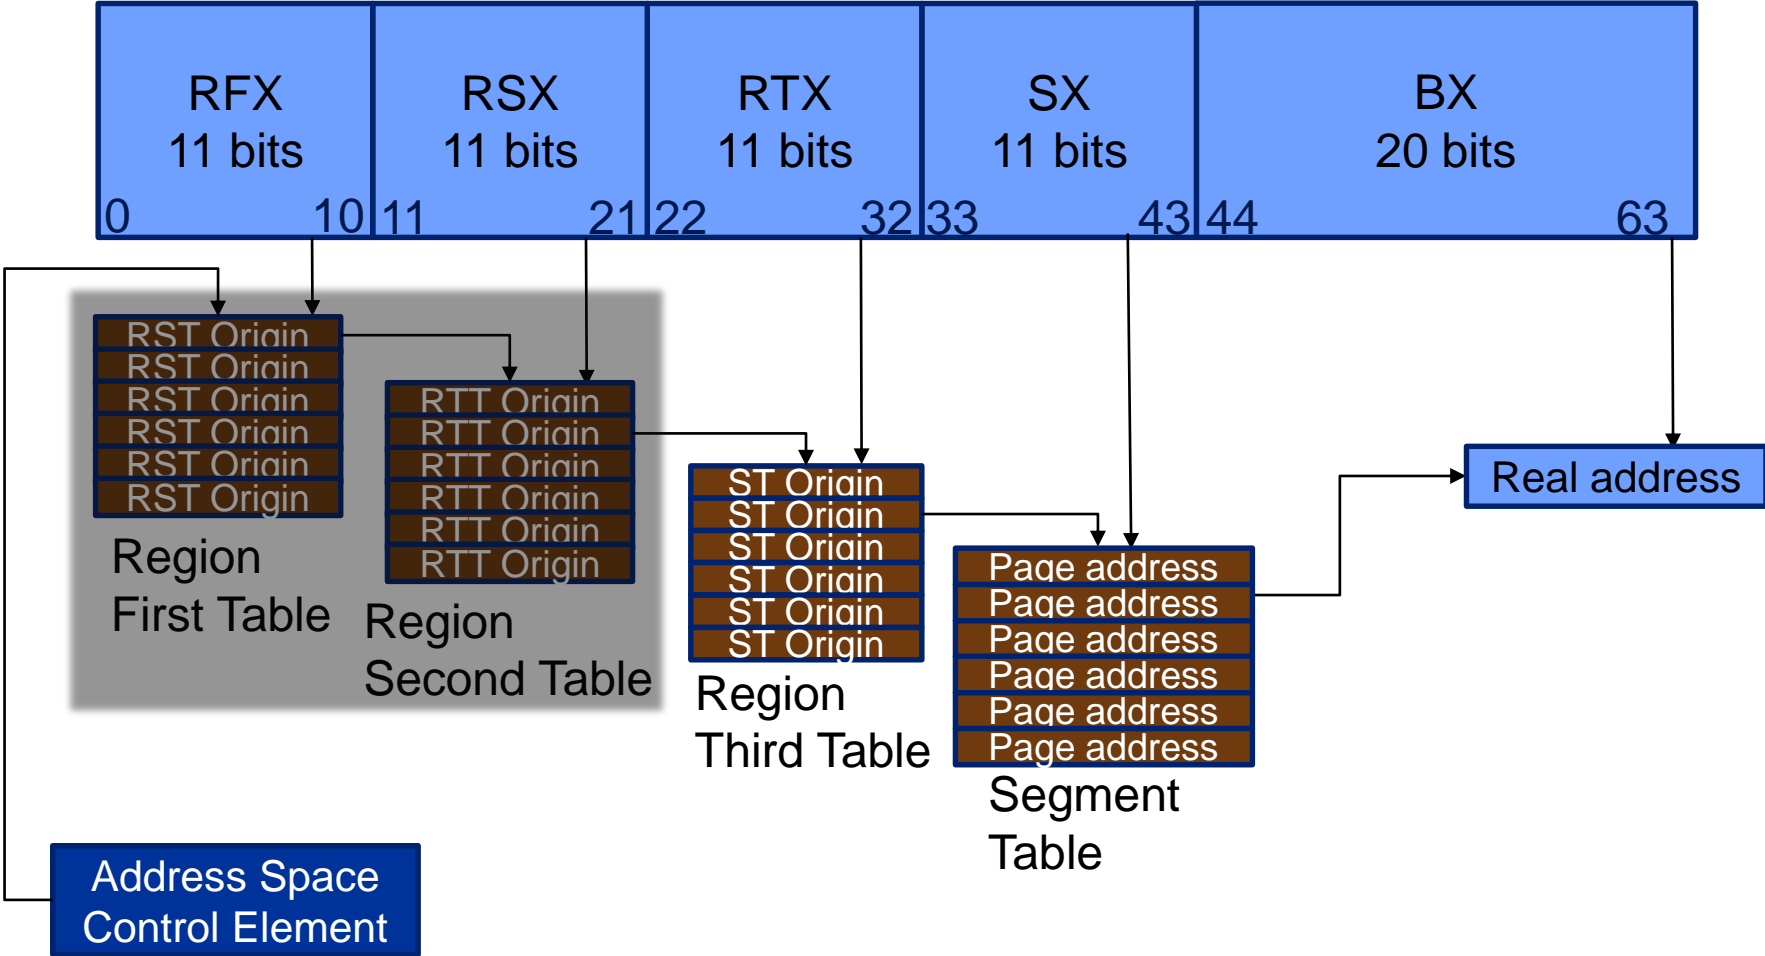 RFX
11 bits
RSX
11 bits
RTX
11 bits
SX
11 bits
BX
20 bits
0
10
11
21
22
32
33
43
44
63
RST Origin
RST Origin
RST Origin
RST Origin
RST Origin
RST Origin
Region
First Table
RTT Origin
RTT Origin
RTT Origin
RTT Origin
RTT Origin
RTT Origin
Region
Second Table
ST Origin
ST Origin
ST Origin
ST Origin
ST Origin
ST Origin
Region
Third Table
Page address
Page address
Page address
Page address
Page address
Page address
Segment
Table
Real address
Address Space
Control Element